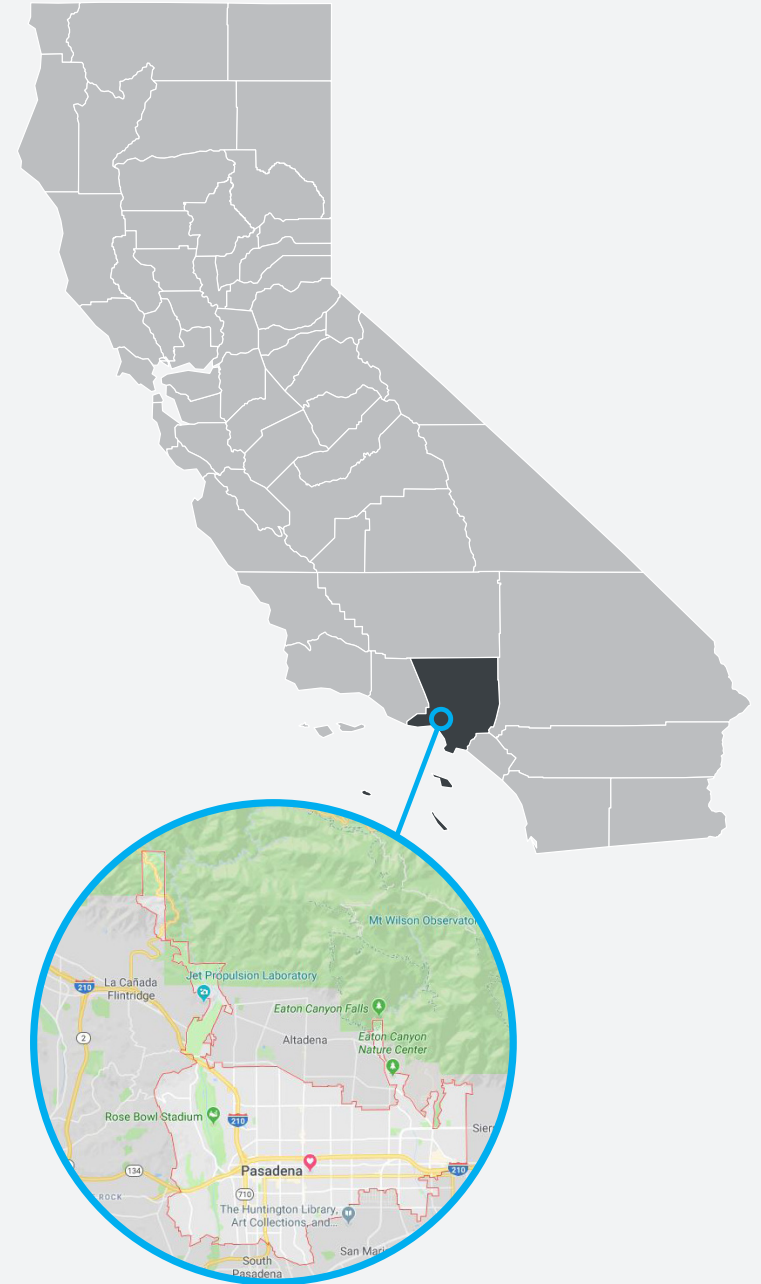 Mt Wilson Observato
Jet Propulsion Laboratory
La Cañada
Flintridge
210
Eaton Canyon Falls
2
Altadena
Eaton Canyon
Nature Center
Rose Bowl Stadium
210
Sier
134
Pasadena
210
ROCK
710
The Huntington Library,
Art Collections, and...
San Mari
South
Pasadena